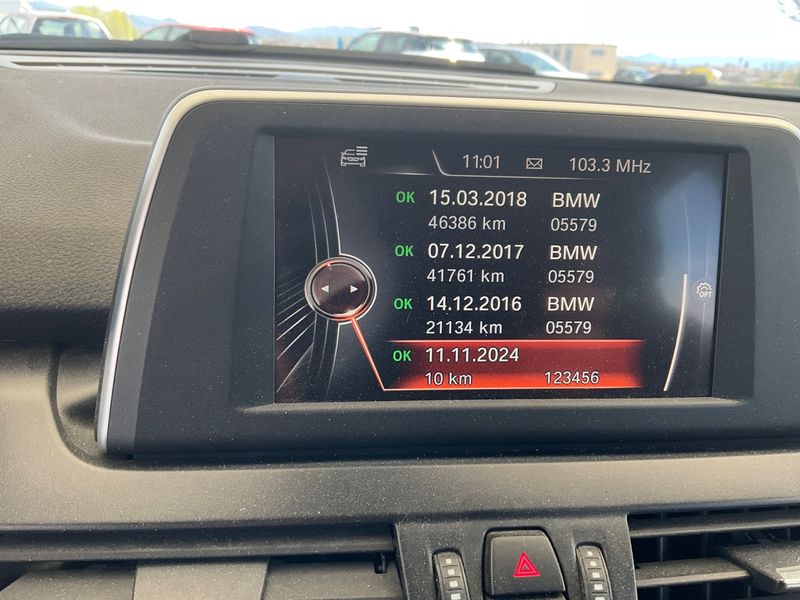 11:01 103.3 MHz
OK 15.03.2018 BMW
46386 km 05579
OK 07.12.2017 BMW
41761 km 05579
OK 14.12.2016 BMW
21134 km 05579
OK 11.11.2024
10 km 123456
OPT